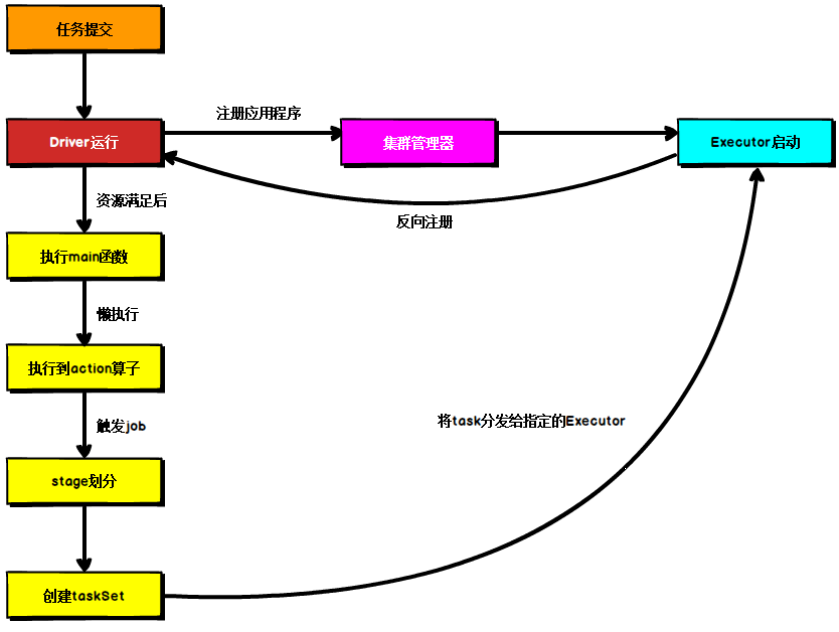 任务提交
注册应用程序
Driver运行
集群管理器
Executor启动
资源满足后
反向注册
执行main函数
懒执行
执行到action算子
触发job
将task分发给指定的Executor
stage划分
创建taskSet